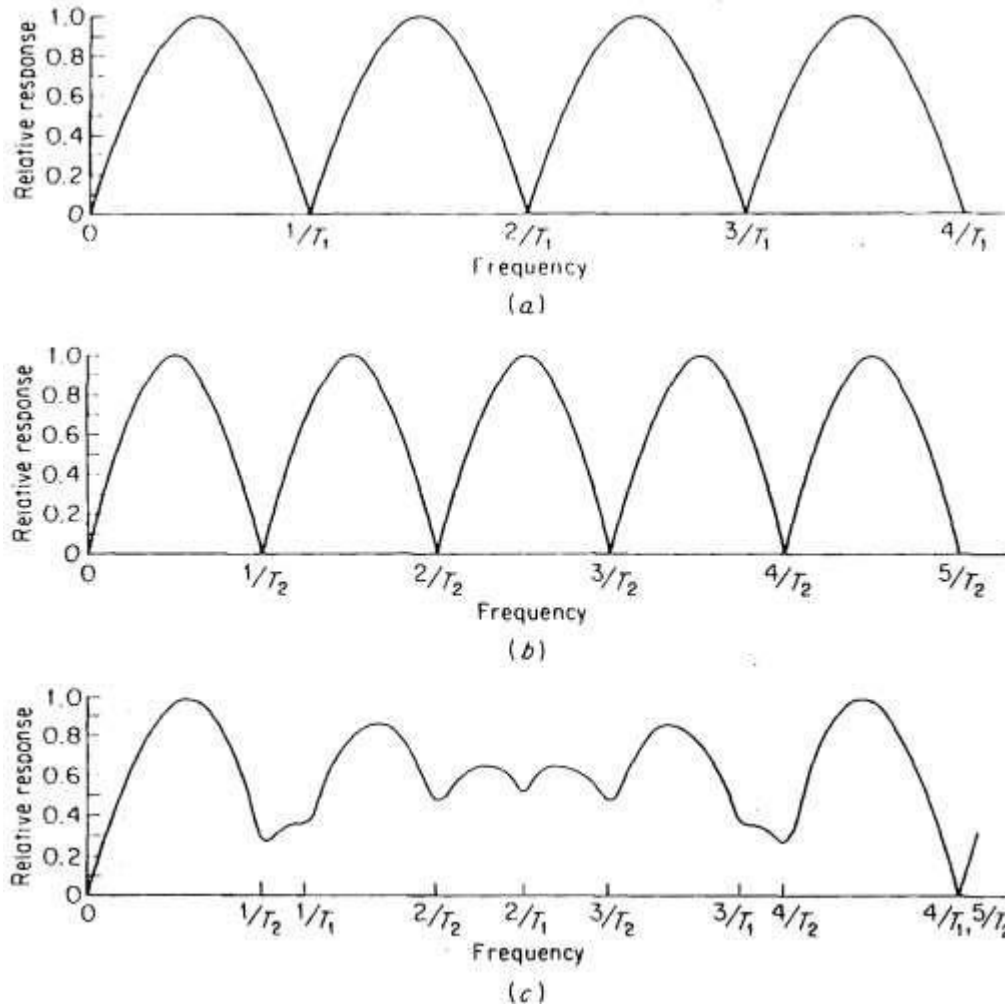 Relative response
1.0
0.8
0.6
0.4
0.2
0
0 1/T₁ 2/T₁ 3/T₁ 4/T₁
Frequency
(a)
Relative response
1.0
0.8
0.6
0.4
0.2
0
0 1/T₂ 2/T₂ 3/T₂ 4/T₂ 5/T₂
Frequency
(b)
Relative response
1.0
0.8
0.6
0.4
0.2
0
0 1/T₂ 1/T₁ 2/T₂ 2/T₁ 3/T₂ 3/T₁ 4/T₂ 4/T₁, 5/T₂
Frequency
(c)